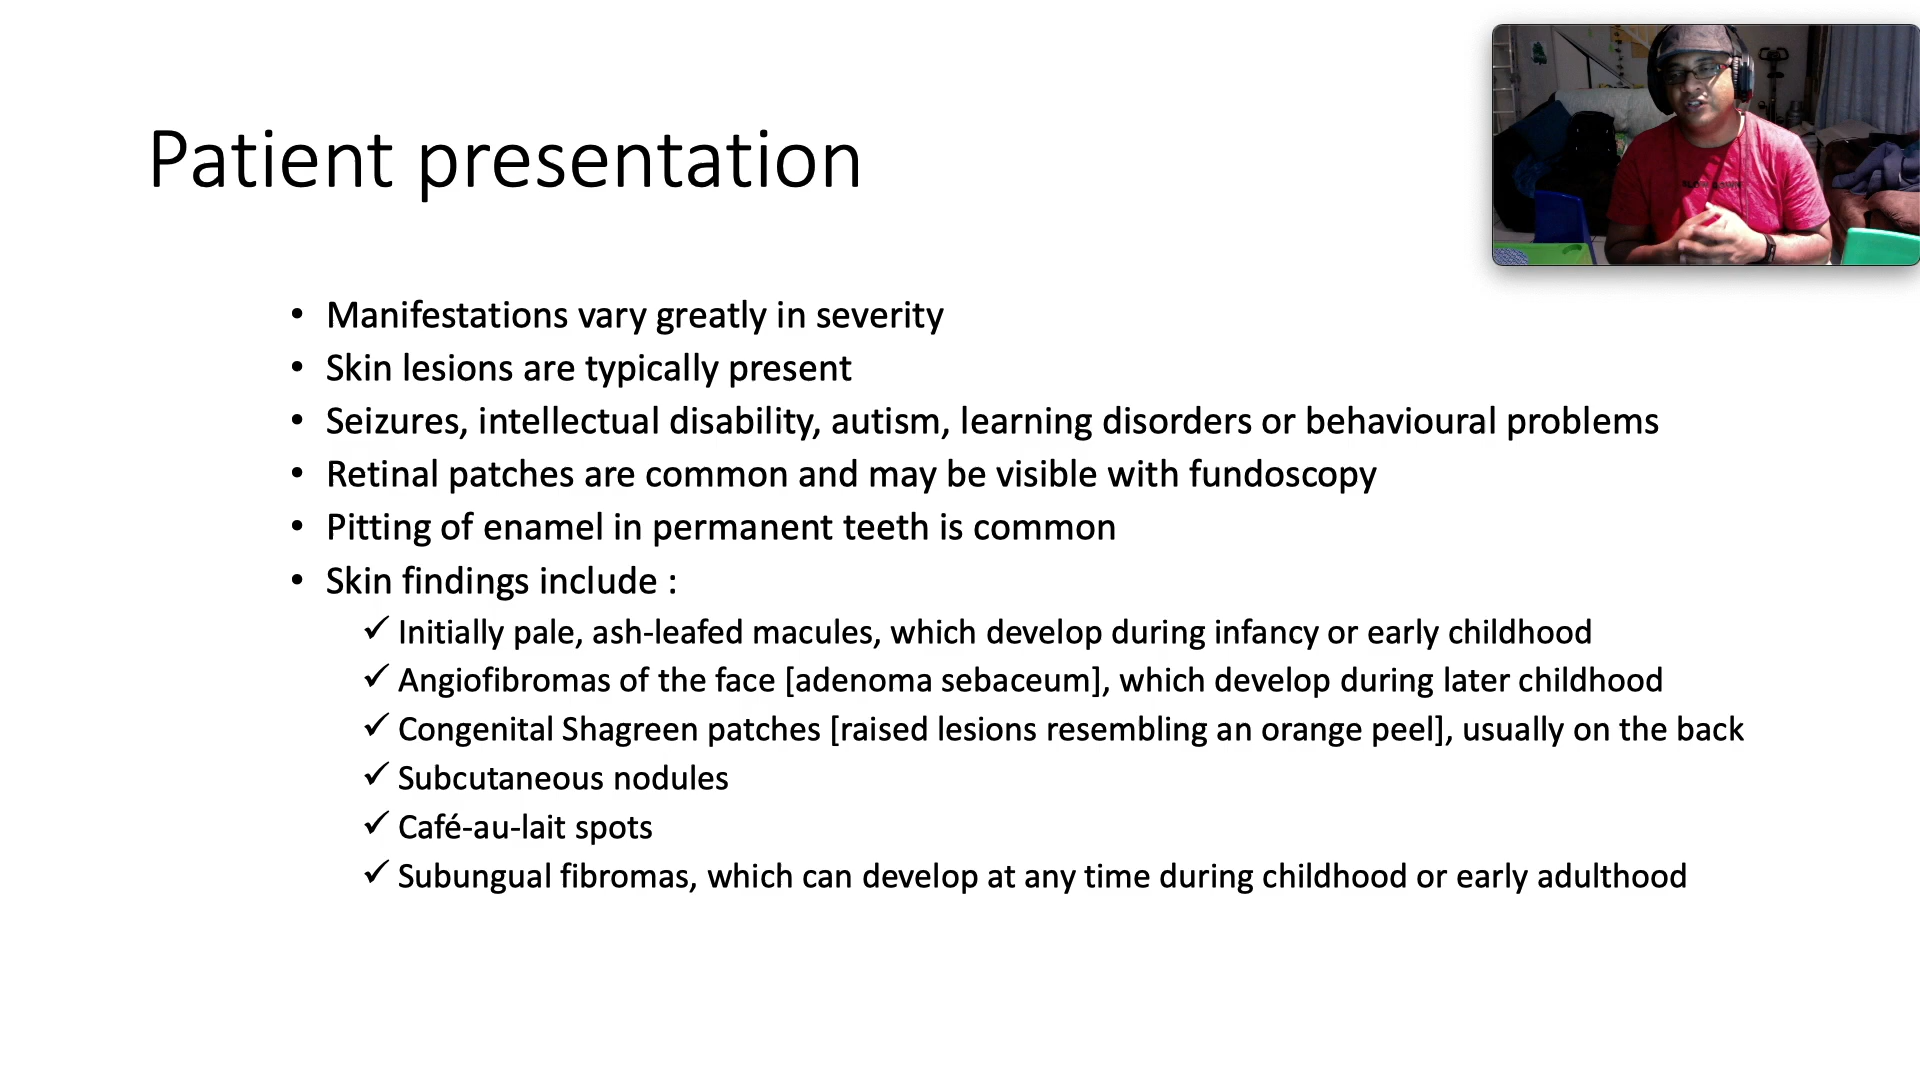 Patient presentation
• Manifestations vary greatly in severity
• Skin lesions are typically present
• Seizures, intellectual disability, autism, learning disorders or behavioural problems
• Retinal patches are common and may be visible with fundoscopy
• Pitting of enamel in permanent teeth is common
• Skin findings include :
✓ Initially pale, ash-leafed macules, which develop during infancy or early childhood
✓ Angiofibromas of the face [adenoma sebaceum], which develop during later childhood
✓ Congenital Shagreen patches [raised lesions resembling an orange peel], usually on the back
✓ Subcutaneous nodules
✓ Café-au-lait spots
✓ Subungual fibromas, which can develop at any time during childhood or early adulthood